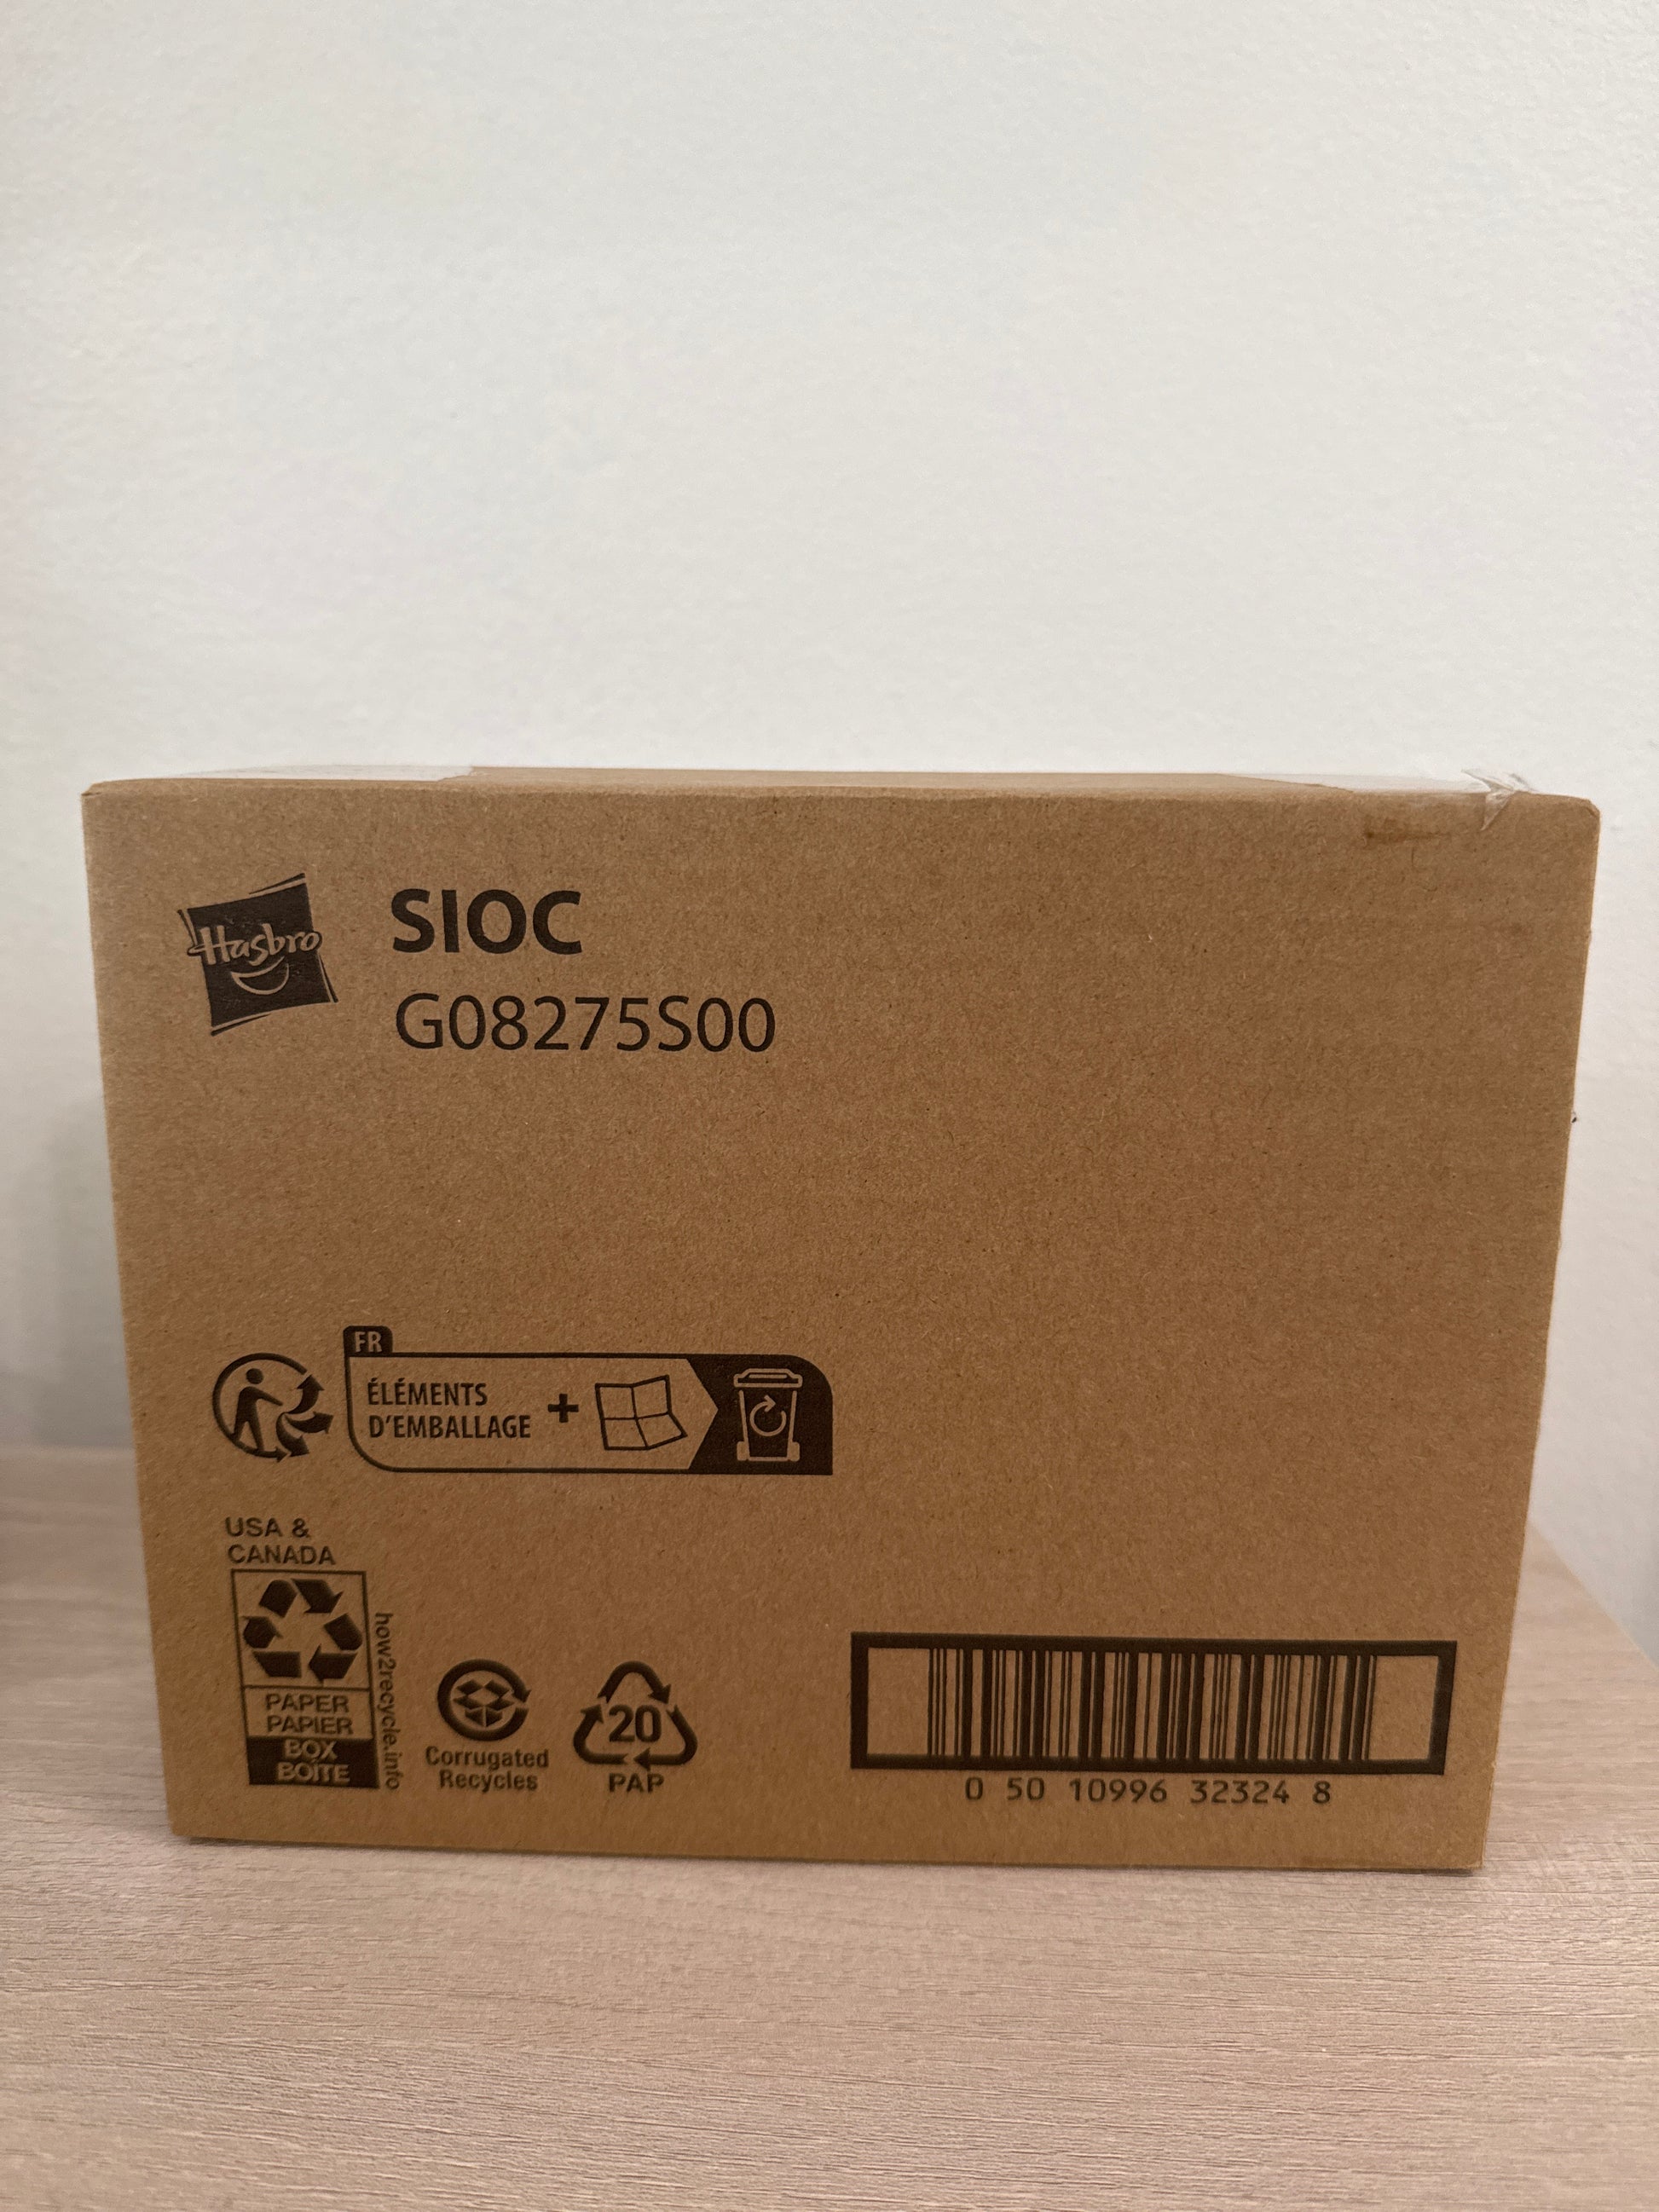 Hasbro
SIOC
G08275S00
FR
ÉLÉMENTS
D'EMBALLAGE +
USA &
CANADA
PAPER
PAPIER
BOX
BOÎTE
how2recycle.info
Corrugated
Recycles
20
PAP
0 50 10996 32324 8